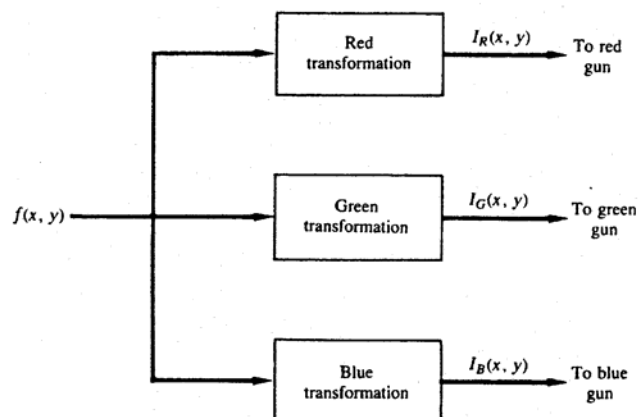 Red
transformation
I_R(x, y)
To red
gun
f(x, y)
Green
transformation
I_G(x, y)
To green
gun
Blue
transformation
I_B(x, y)
To blue
gun